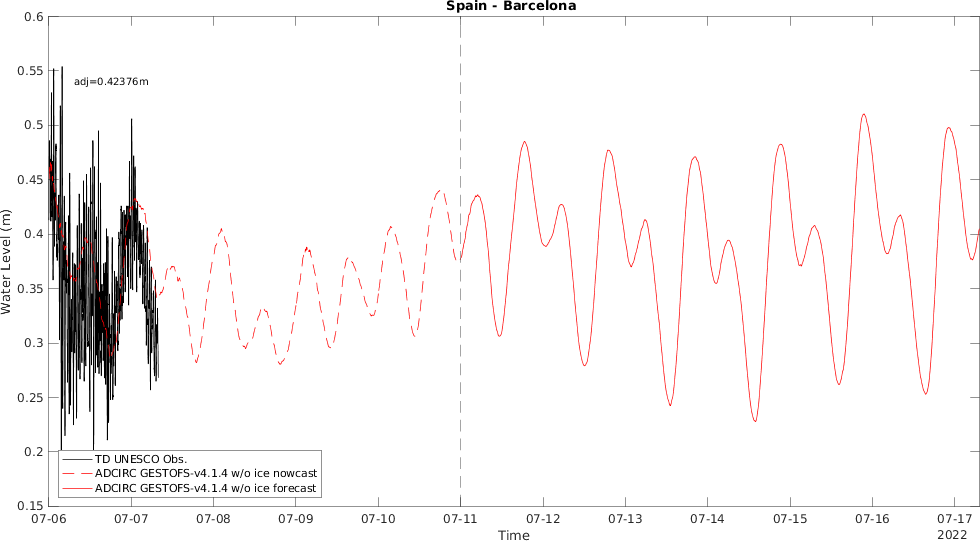 Spain - Barcelona
0.6
0.55
0.5
0.45
0.4
0.35
0.3
0.25
0.2
0.15
Water Level (m)
adj=0.42376m
TD UNESCO Obs.
ADCIRC GESTOFS-v4.1.4 w/o ice nowcast
ADCIRC GESTOFS-v4.1.4 w/o ice forecast
07-06 07-07 07-08 07-09 07-10 07-11 07-12 07-13 07-14 07-15 07-16 07-17
Time 2022